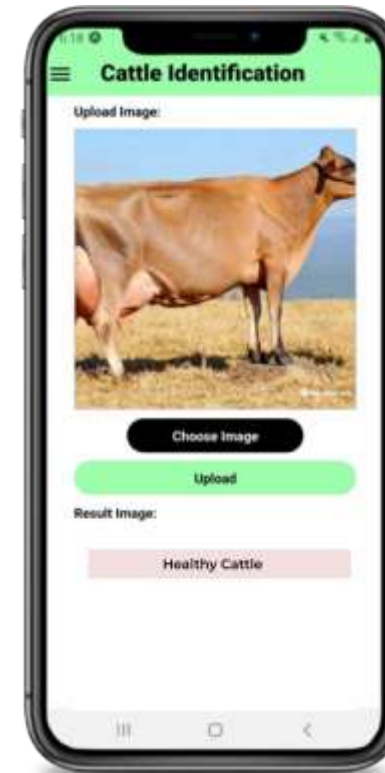 Cattle Identification
Upload Image:
Choose Image
Upload
Result Image:
Healthy Cattle